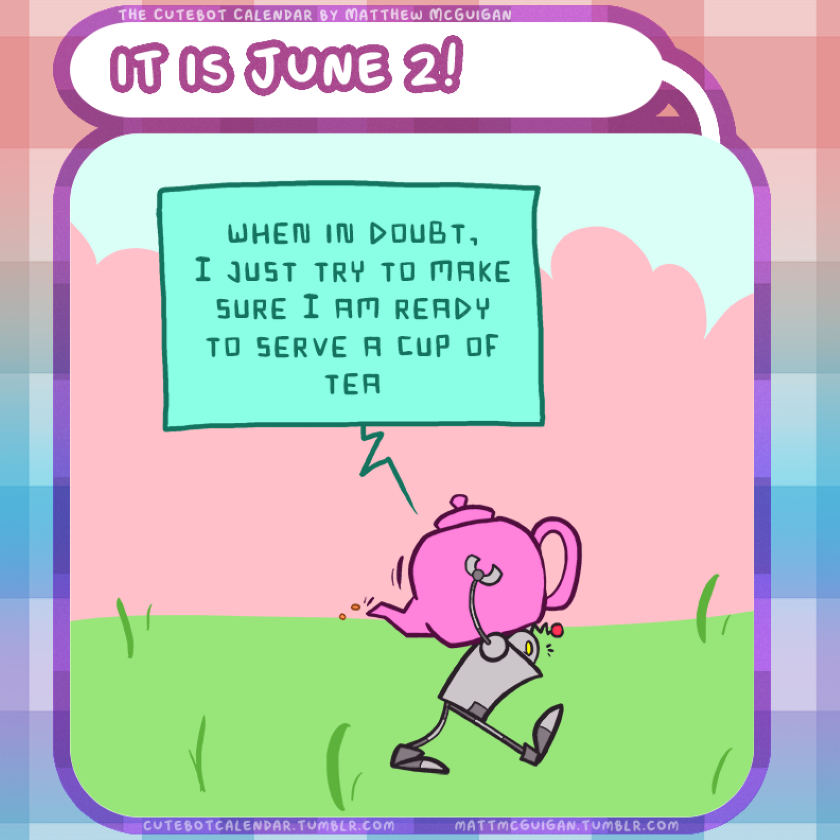 THE CUTEBOT CALENDAR BY MATTHEW MCGUIGAN
IT IS JUNE 2!
WHEN IN DOUBT,
I JUST TRY TO MAKE
SURE I AM READY
TO SERVE A CUP OF
TEA
CUTEBOTCALENDAR.TUMBLR.COM
MATTMCGUIGAN.TUMBLR.COM